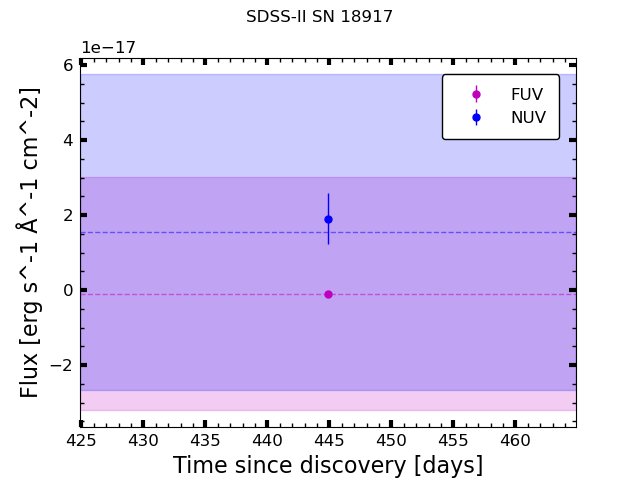 SDSS-II SN 18917
1e−17
6
4
2
0
−2
Flux [erg s^-1 Å^-1 cm^-2]
FUV
NUV
425 430 435 440 445 450 455 460
Time since discovery [days]